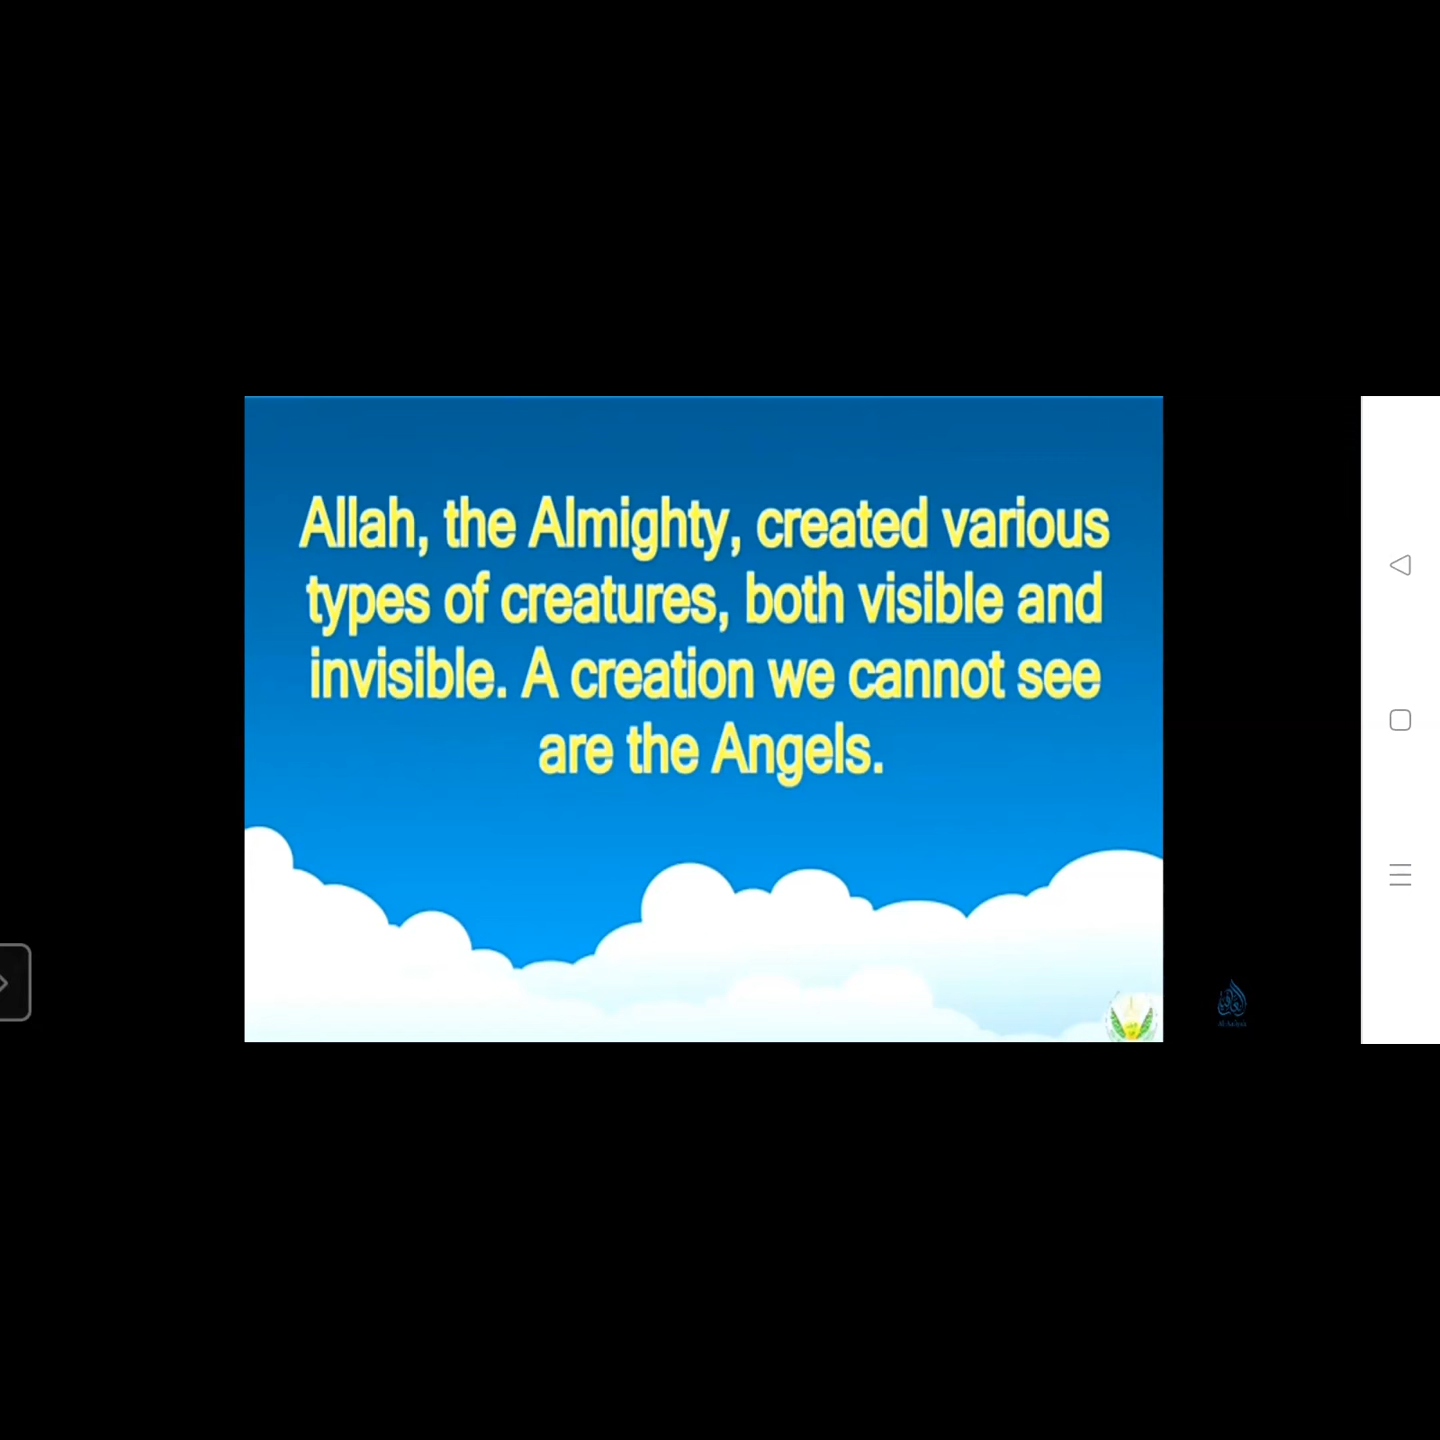 Allah, the Almighty, created various
types of creatures, both visible and
invisible. A creation we cannot see
are the Angels.